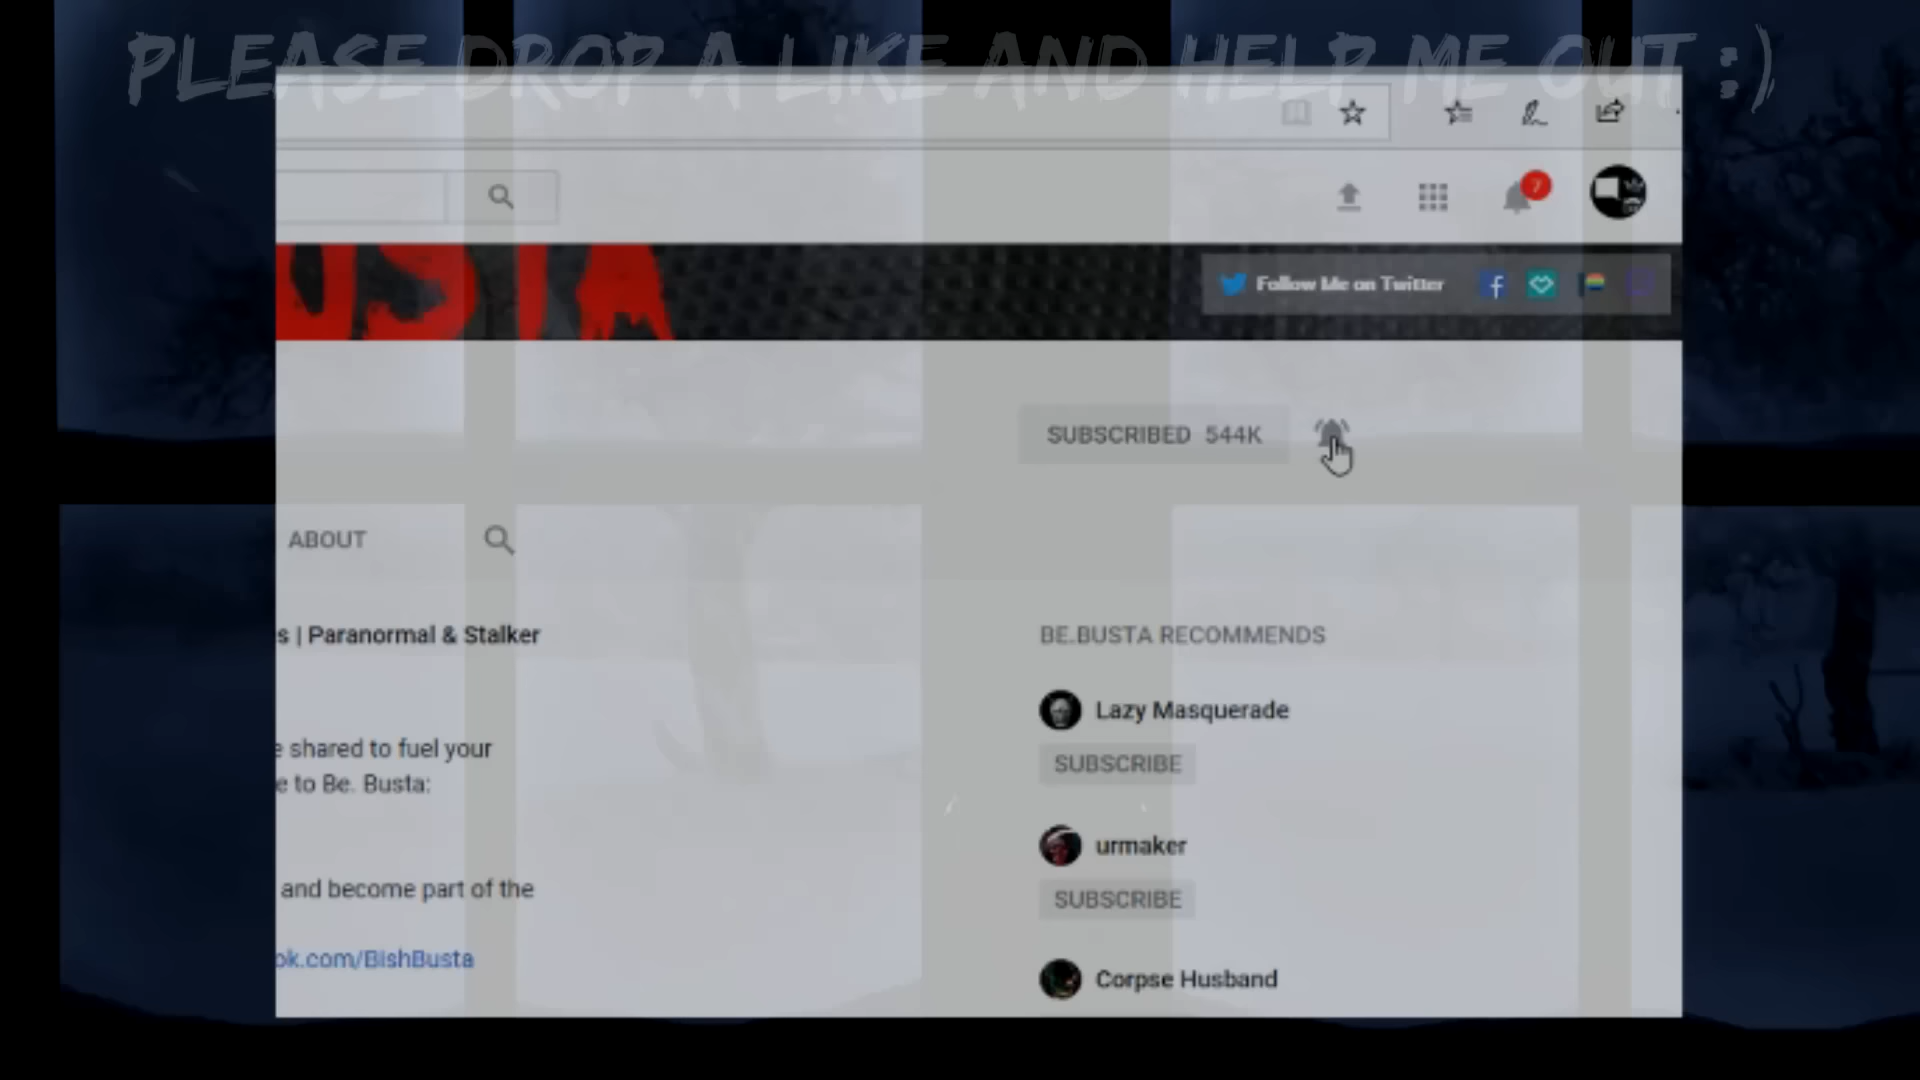 PLEASE DROP A LIKE AND HELP ME OUT :)
7
USTA
Follow Me on Twitter
SUBSCRIBED 544K
ABOUT
s | Paranormal & Stalker
BE.BUSTA RECOMMENDS
Lazy Masquerade
SUBSCRIBE
e shared to fuel your
e to Be. Busta:
urmaker
SUBSCRIBE
and become part of the
ok.com/BishBusta
Corpse Husband